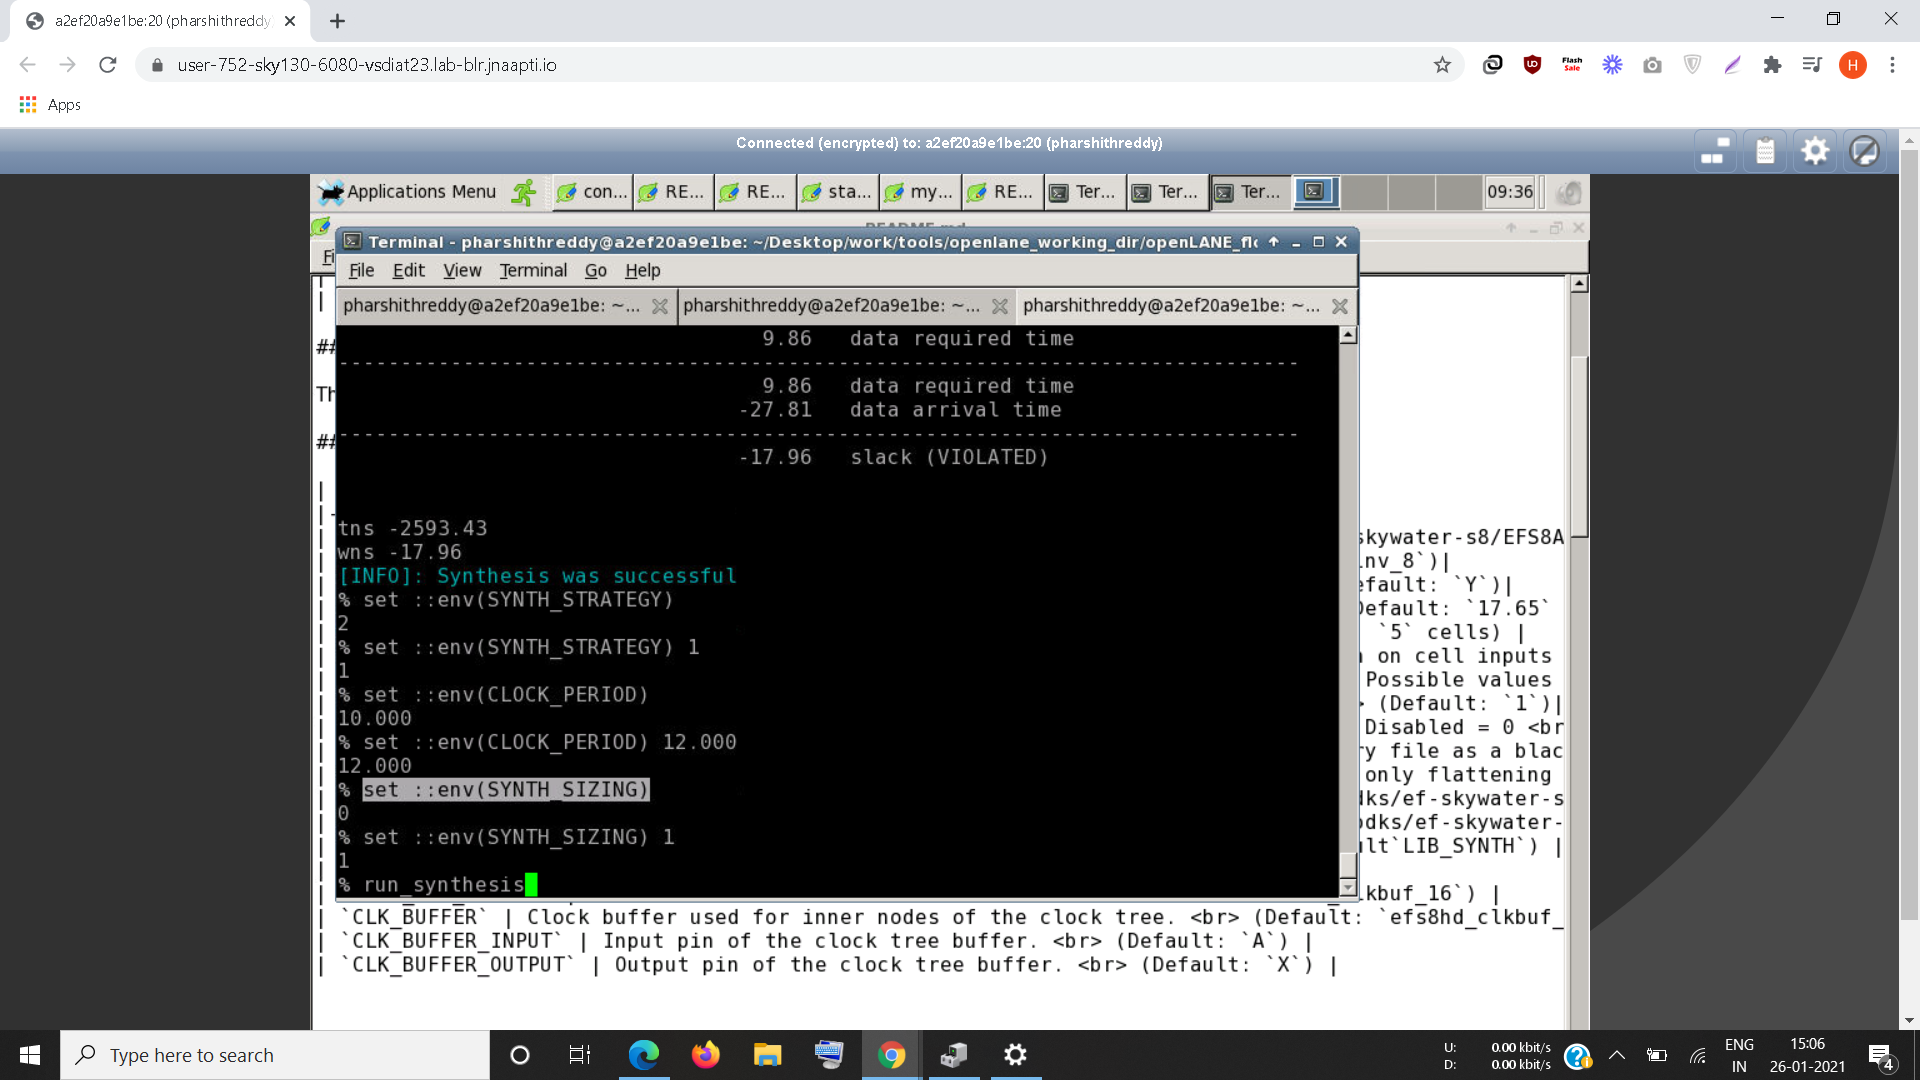 a2ef20a9e1be:20 (pharshithreddy
user-752-sky130-6080-vsdiat23.lab-blr.jnaapti.io
Flash Sale
H
Apps
Connected (encrypted) to: a2ef20a9e1be:20 (pharshithreddy)
Applications Menu
con...
RE...
RE...
sta...
my...
RE...
Ter...
Ter...
Ter...
09:36
Terminal - pharshithreddy@a2ef20a9e1be: ~/Desktop/work/tools/openlane_working_dir/openLANE_fl
File Edit View Terminal Go Help
pharshithreddy@a2ef20a9e1be: ~...
pharshithreddy@a2ef20a9e1be: ~...
pharshithreddy@a2ef20a9e1be: ~...
9.86 data required time
---------------------------------------------------------------------------
9.86 data required time
-27.81 data arrival time
---------------------------------------------------------------------------
-17.96 slack (VIOLATED)
tns -2593.43
wns -17.96
[INFO]: Synthesis was successful
% set ::env(SYNTH_STRATEGY)
2
% set ::env(SYNTH_STRATEGY) 1
1
% set ::env(CLOCK_PERIOD)
10.000
% set ::env(CLOCK_PERIOD) 12.000
12.000
% set ::env(SYNTH_SIZING)
0
% set ::env(SYNTH_SIZING) 1
1
% run_synthesis
##
Th
##
skywater-s8/EFS8A
inv_8`)|
efault: `Y`)|
Default: `17.65`
`5` cells) |
on cell inputs
Possible values
> (Default: `1`)|
Disabled = 0 <br
ry file as a blac
only flattening
dks/ef-skywater-s
pdks/ef-skywater-
ult`LIB_SYNTH`) |
lkbuf_16`) |
| `CLK_BUFFER` | Clock buffer used for inner nodes of the clock tree. <br> (Default: `efs8hd_clkbuf_
| `CLK_BUFFER_INPUT` | Input pin of the clock tree buffer. <br> (Default: `A`) |
| `CLK_BUFFER_OUTPUT` | Output pin of the clock tree buffer. <br> (Default: `X`) |
Type here to search
U: 0.00 kbit/s
D: 0.00 kbit/s
ENG
IN
15:06
26-01-2021
4